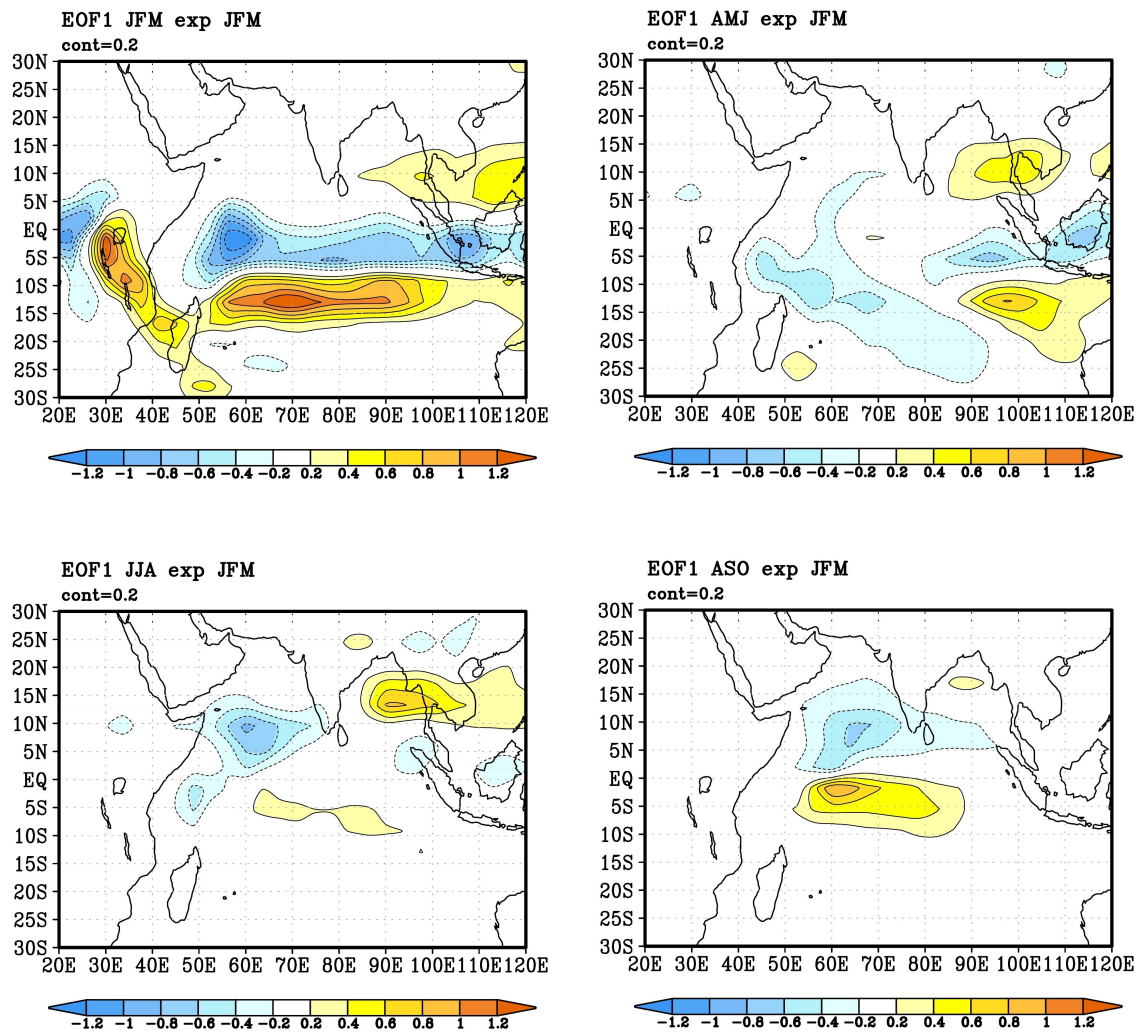 EOF1 JFM exp JFM
cont=0.2
30N
25N
20N
15N
10N
5N
EQ
5S
10S
15S
20S
25S
30S
20E 30E 40E 50E 60E 70E 80E 90E 100E 110E 120E
-1.2 -1 -0.8 -0.6 -0.4 -0.2 0.2 0.4 0.6 0.8 1 1.2
EOF1 AMJ exp JFM
cont=0.2
30N
25N
20N
15N
10N
5N
EQ
5S
10S
15S
20S
25S
30S
20E 30E 40E 50E 60E 70E 80E 90E 100E 110E 120E
-1.2 -1 -0.8 -0.6 -0.4 -0.2 0.2 0.4 0.6 0.8 1 1.2
EOF1 JJA exp JFM
cont=0.2
30N
25N
20N
15N
10N
5N
EQ
5S
10S
15S
20S
25S
30S
20E 30E 40E 50E 60E 70E 80E 90E 100E 110E 120E
-1.2 -1 -0.8 -0.6 -0.4 -0.2 0.2 0.4 0.6 0.8 1 1.2
EOF1 ASO exp JFM
cont=0.2
30N
25N
20N
15N
10N
5N
EQ
5S
10S
15S
20S
25S
30S
20E 30E 40E 50E 60E 70E 80E 90E 100E 110E 120E
-1.2 -1 -0.8 -0.6 -0.4 -0.2 0.2 0.4 0.6 0.8 1 1.2